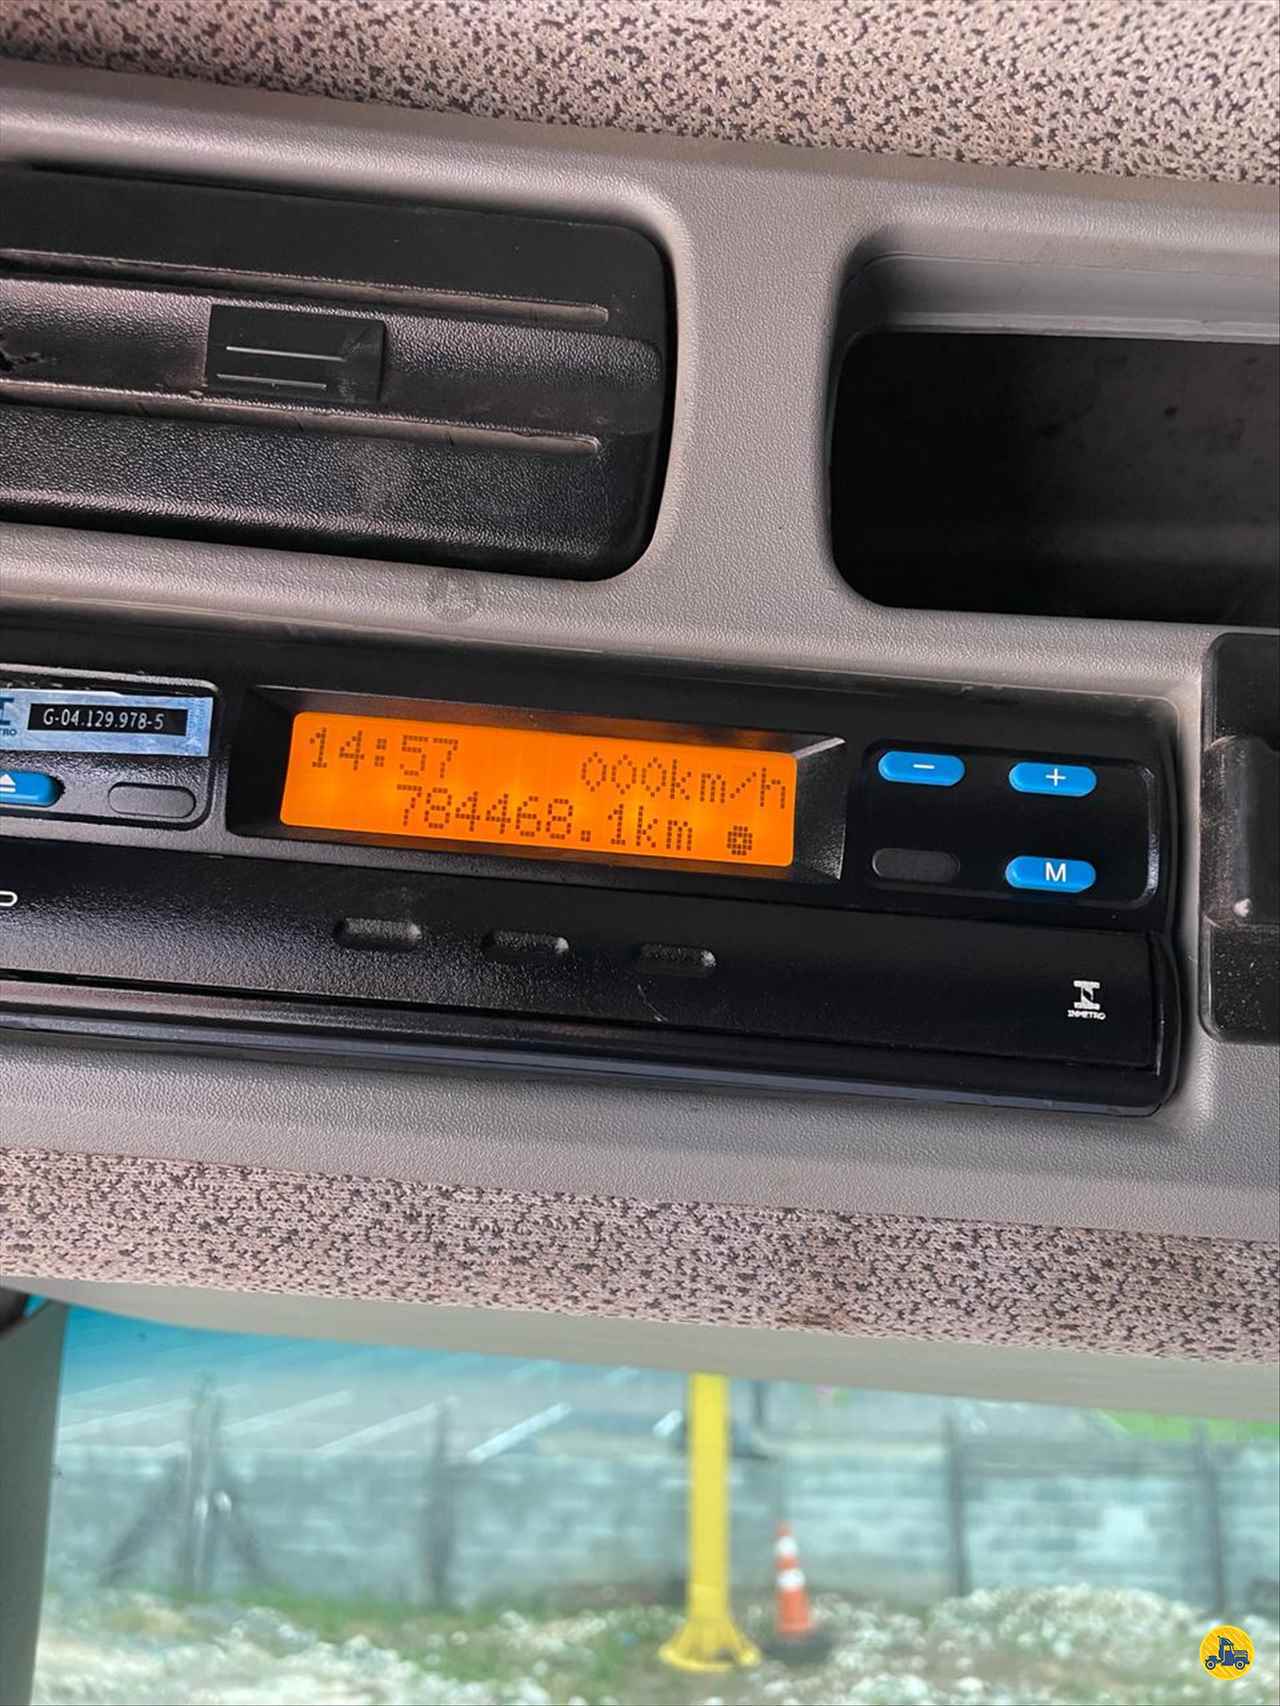 G-04.129.978-5
14:57 000km/h
784468.1km
- +
M
INMETRO